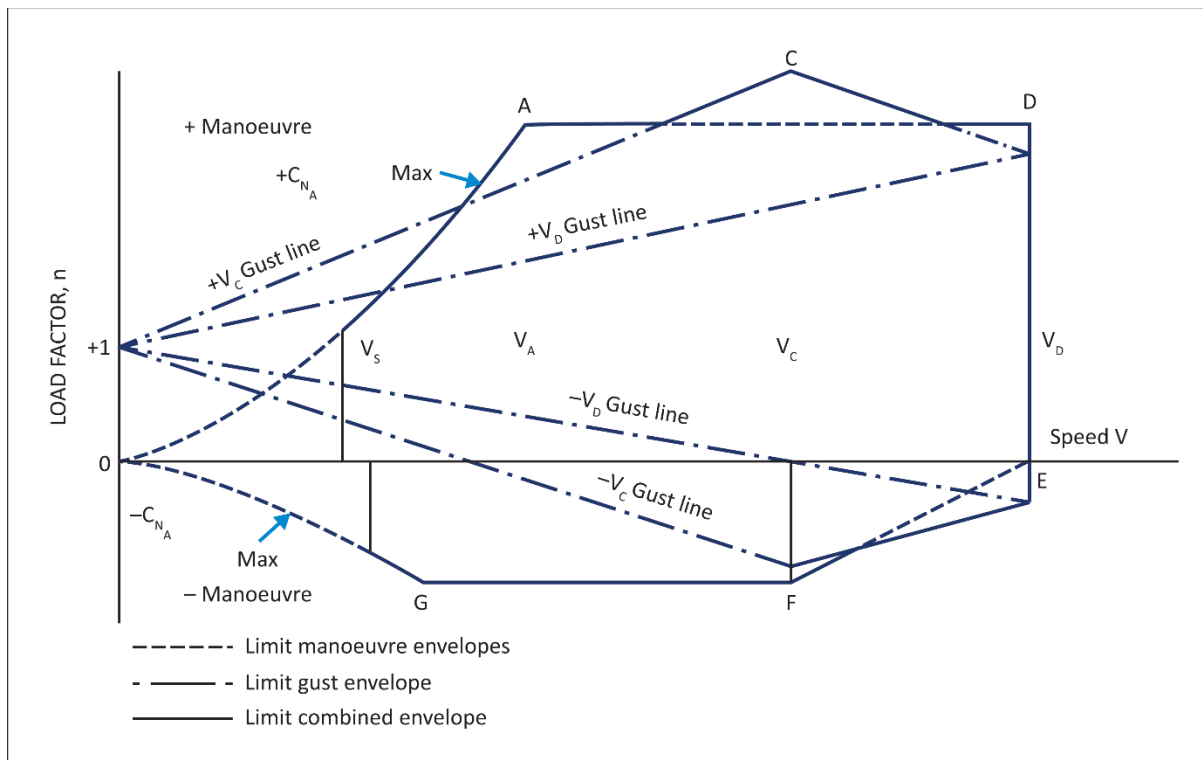 C
A
D
+ Manoeuvre
Max
+C_NA
+V_D Gust line
+V_C Gust line
LOAD FACTOR, n
+1
V_S
V_A
V_C
V_D
–V_D Gust line
Speed V
0
E
–V_C Gust line
–C_NA
Max
– Manoeuvre
G
F
Limit manoeuvre envelopes
Limit gust envelope
Limit combined envelope